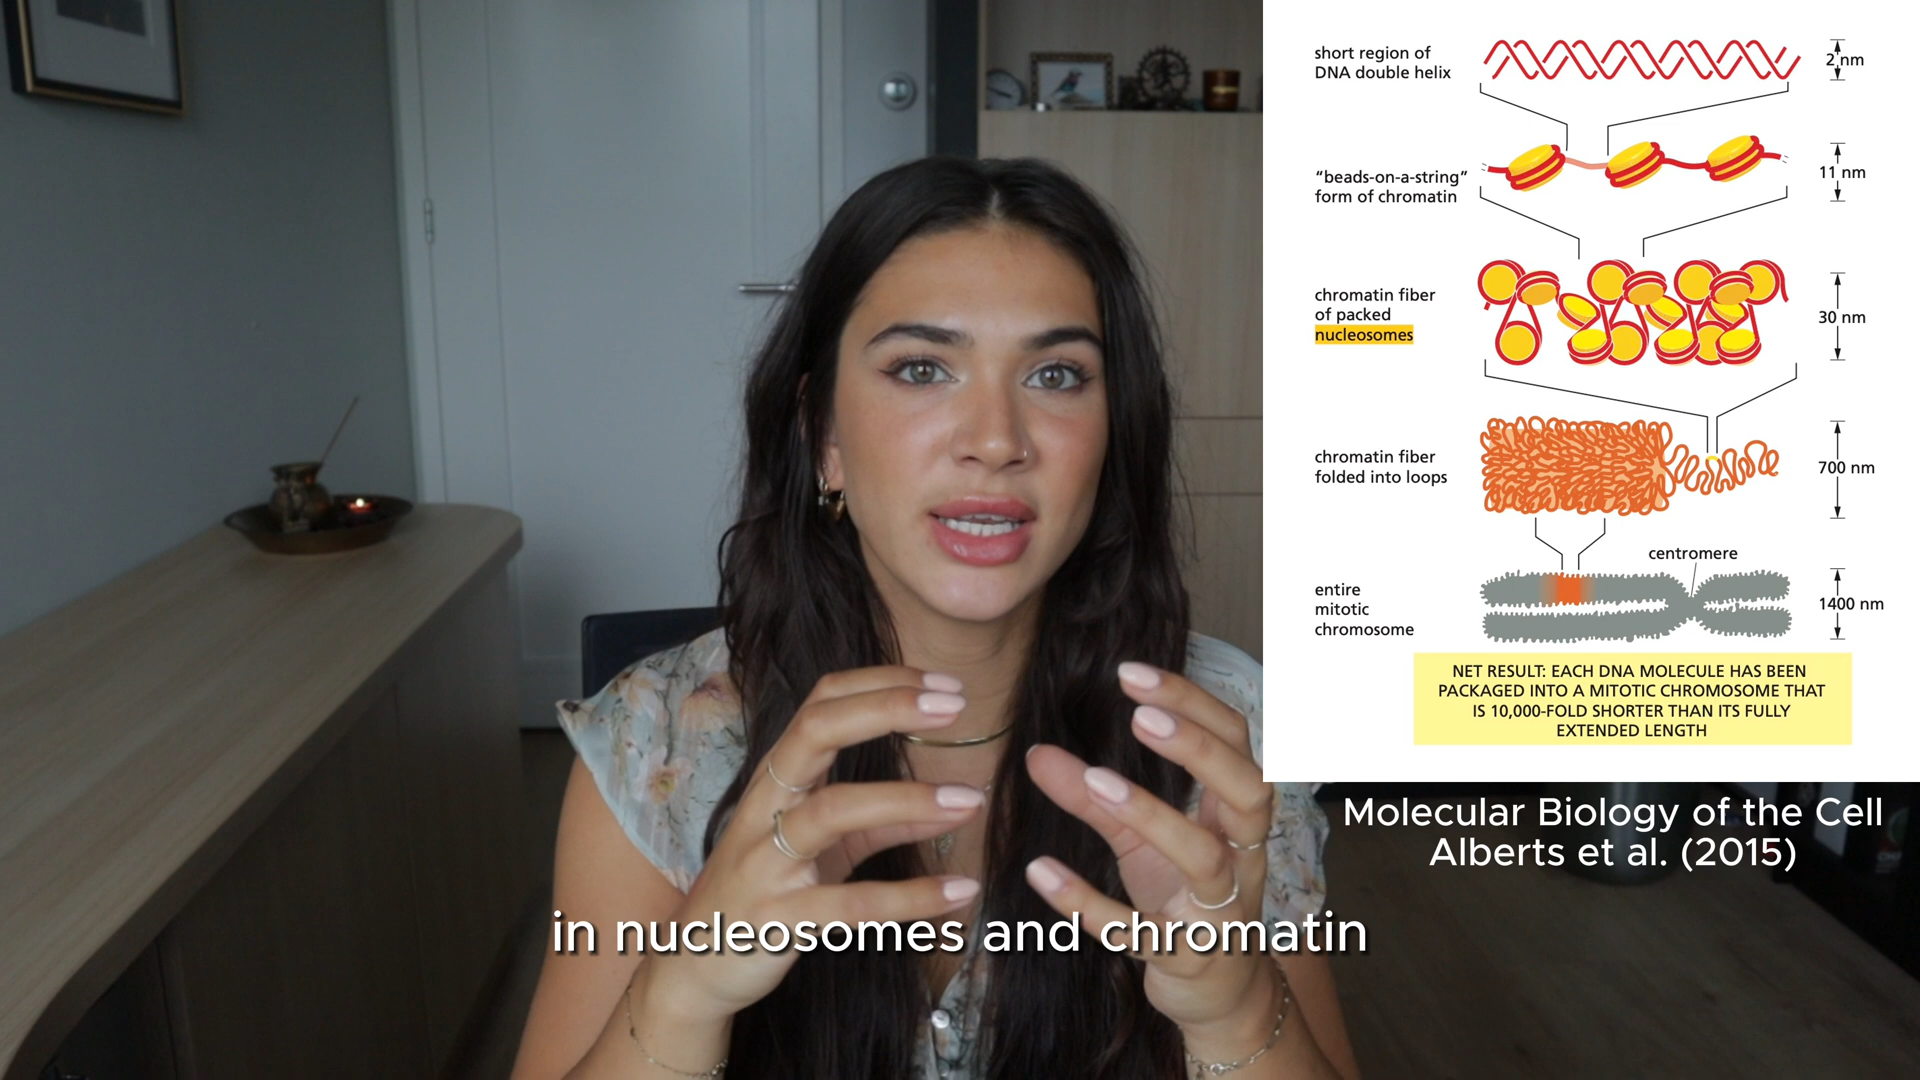 short region of
DNA double helix
2 nm
“beads-on-a-string”
form of chromatin
11 nm
chromatin fiber
of packed
nucleosomes
30 nm
chromatin fiber
folded into loops
700 nm
centromere
entire
mitotic
chromosome
1400 nm
NET RESULT: EACH DNA MOLECULE HAS BEEN
PACKAGED INTO A MITOTIC CHROMOSOME THAT
IS 10,000-FOLD SHORTER THAN ITS FULLY
EXTENDED LENGTH
Molecular Biology of the Cell
Alberts et al. (2015)
in nucleosomes and chromatin